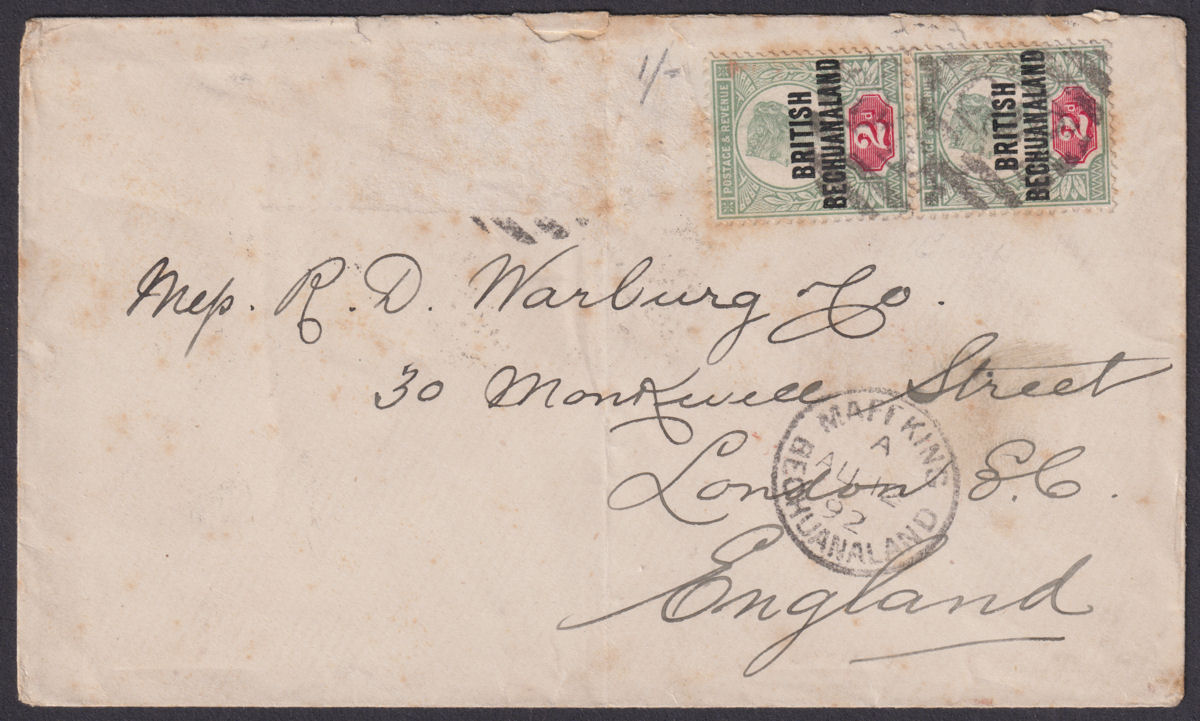 1/-
POSTAGE & REVENUE
BRITISH
BECHUANALAND
2d
BRITISH
BECHUANALAND
2d
Mess. R. D. Warburg & Co.
30 Monkwell Street
London E.C.
England
MAFEKING
A
AU 12
92
BECHUANALAND